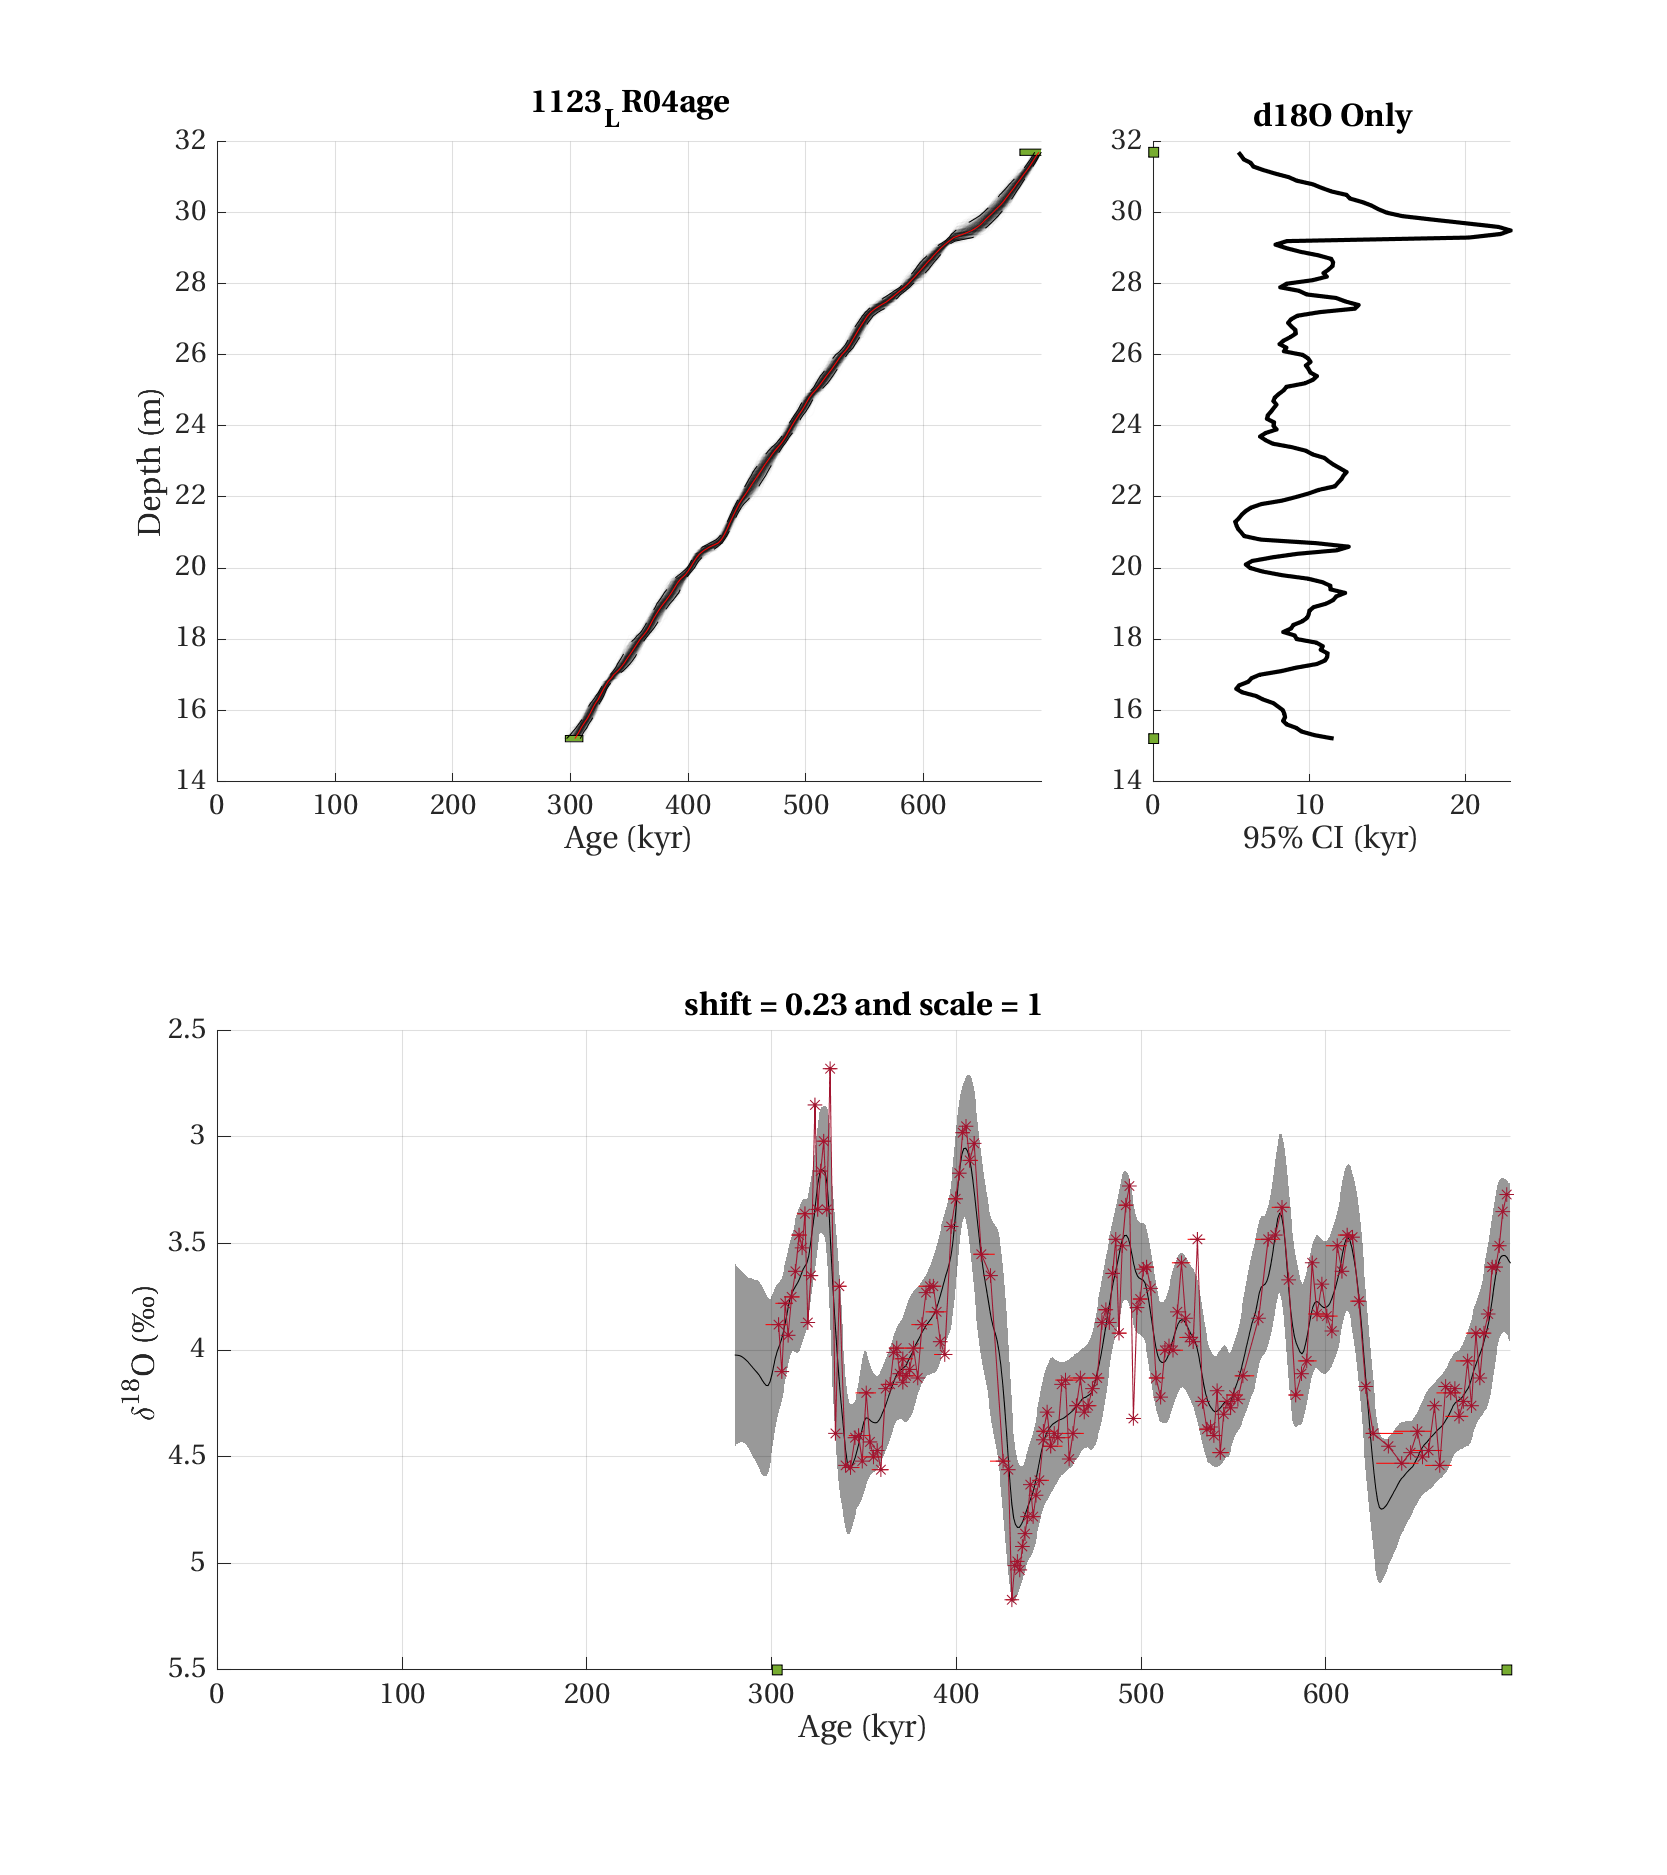 1123LR04age
d18O Only
32
30
28
26
24
22
20
18
16
14
Depth (m)
0 100 200 300 400 500 600
Age (kyr)
32
30
28
26
24
22
20
18
16
14
0 10 20
95% CI (kyr)
shift = 0.23 and scale = 1
2.5
3
3.5
4
4.5
5
5.5
δ18O (‰)
0 100 200 300 400 500 600
Age (kyr)